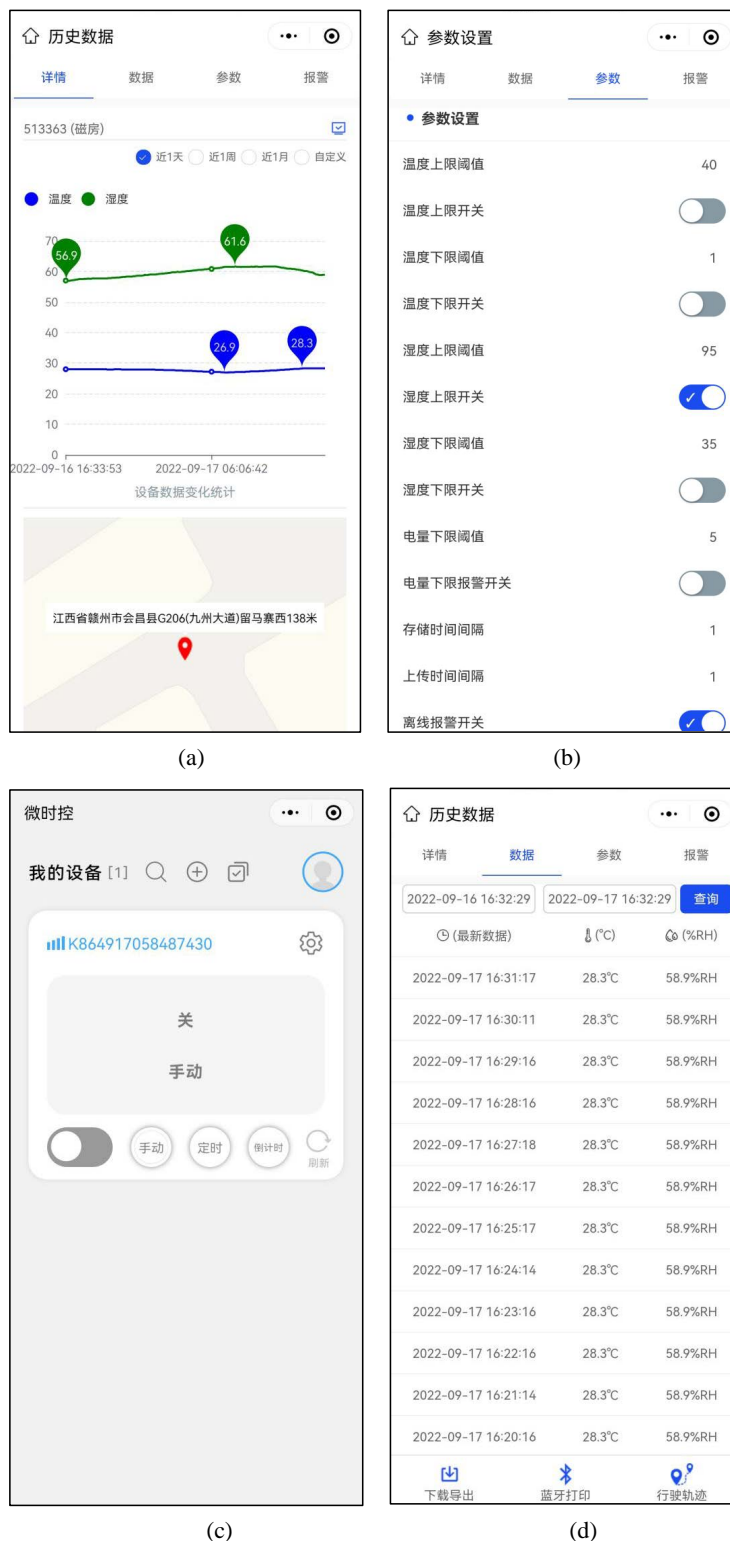 历史数据
详情 数据 参数 报警
513363 (磁房)
近1天 近1周 近1月 自定义
温度 湿度
70
56.9
61.6
60
50
40
26.9
28.3
30
20
10
0
2022-09-16 16:33:53 2022-09-17 06:06:42
设备数据变化统计
江西省赣州市会昌县G206(九州大道)留马寨西138米
(a)
参数设置
详情 数据 参数 报警
参数设置
温度上限阈值 40
温度上限开关
温度下限阈值 1
温度下限开关
湿度上限阈值 95
湿度上限开关
湿度下限阈值 35
湿度下限开关
电量下限阈值 5
电量下限报警开关
存储时间间隔 1
上传时间间隔 1
离线报警开关
(b)
微时控
我的设备 [1]
K864917058487430
关
手动
手动 定时 倒计时 刷新
(c)
历史数据
详情 数据 参数 报警
2022-09-16 16:32:29 2022-09-17 16:32:29 查询
(最新数据) (℃) (%RH)
2022-09-17 16:31:17 28.3℃ 58.9%RH
2022-09-17 16:30:11 28.3℃ 58.9%RH
2022-09-17 16:29:16 28.3℃ 58.9%RH
2022-09-17 16:28:16 28.3℃ 58.9%RH
2022-09-17 16:27:18 28.3℃ 58.9%RH
2022-09-17 16:26:17 28.3℃ 58.9%RH
2022-09-17 16:25:17 28.3℃ 58.9%RH
2022-09-17 16:24:14 28.3℃ 58.9%RH
2022-09-17 16:23:16 28.3℃ 58.9%RH
2022-09-17 16:22:16 28.3℃ 58.9%RH
2022-09-17 16:21:14 28.3℃ 58.9%RH
2022-09-17 16:20:16 28.3℃ 58.9%RH
下载导出 蓝牙打印 行驶轨迹
(d)